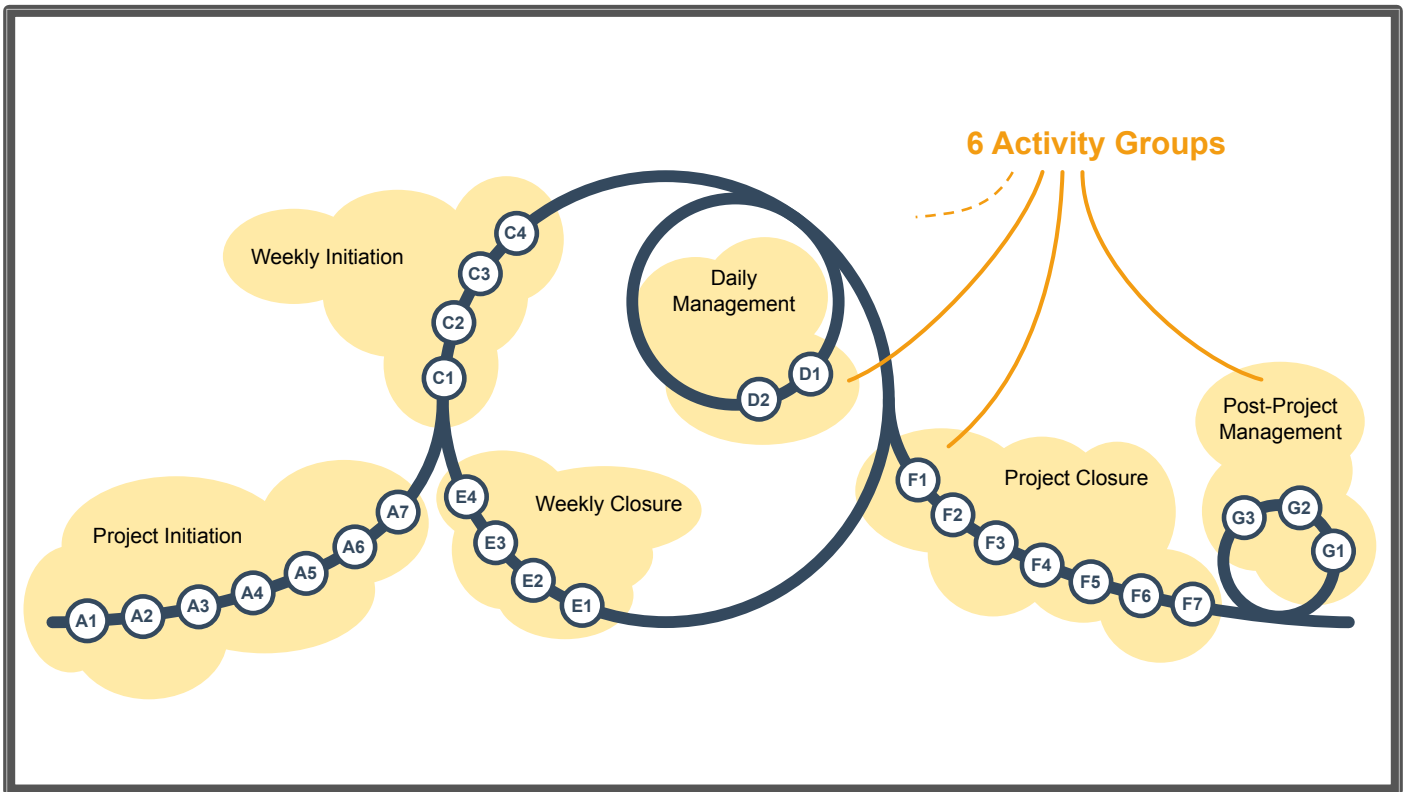 6 Activity Groups
Weekly Initiation
C4
C3
C2
C1
Daily
Management
D1
D2
Post-Project
Management
G3
G2
G1
Project Initiation
A1
A2
A3
A4
A5
A6
A7
Weekly Closure
E4
E3
E2
E1
Project Closure
F1
F2
F3
F4
F5
F6
F7